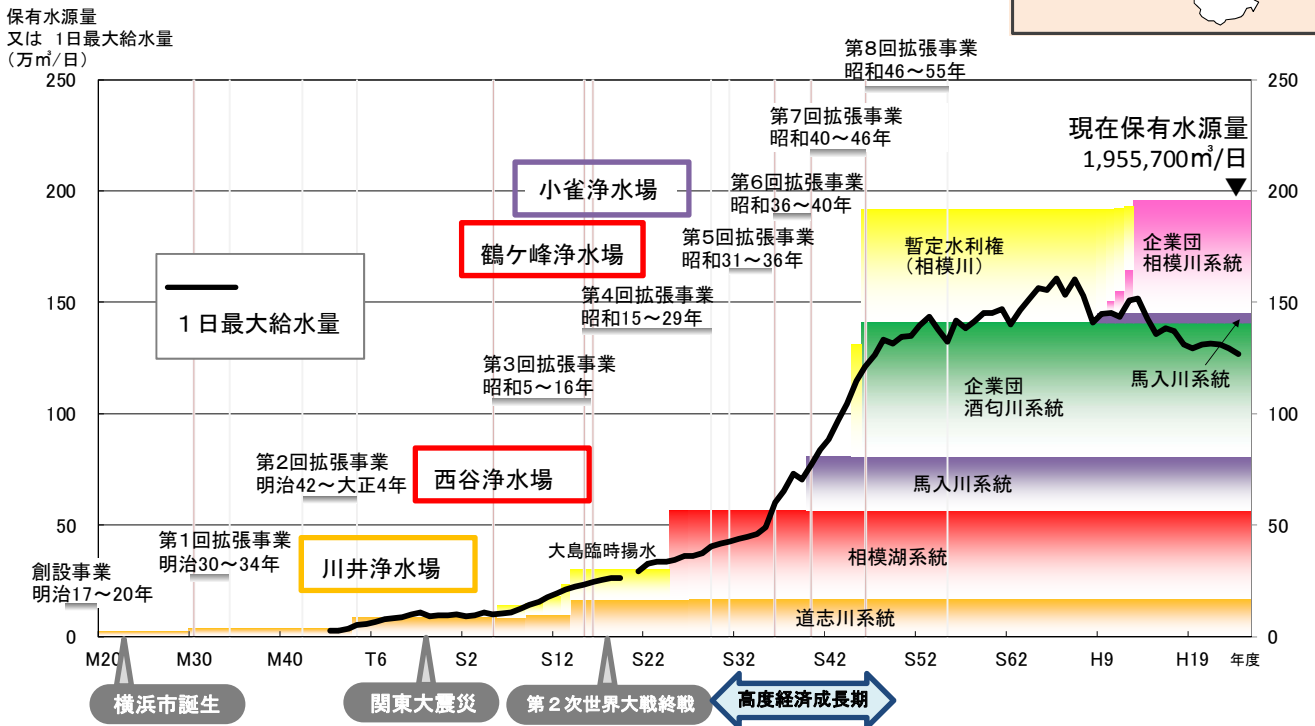 保有水源量
又は 1日最大給水量
(万㎥/日)
250
200
150
100
50
0
250
200
150
100
50
0
第8回拡張事業
昭和46～55年
第7回拡張事業
昭和40～46年
現在保有水源量
1,955,700㎥/日
小雀浄水場
第6回拡張事業
昭和36～40年
鶴ケ峰浄水場
第5回拡張事業
昭和31～36年
暫定水利権
（相模川）
企業団
相模川系統
1日最大給水量
第4回拡張事業
昭和15～29年
第3回拡張事業
昭和5～16年
企業団
酒匂川系統
馬入川系統
第2回拡張事業
明治42～大正4年
西谷浄水場
馬入川系統
第1回拡張事業
明治30～34年
川井浄水場
大島臨時揚水
相模湖系統
創設事業
明治17～20年
道志川系統
M20 M30 M40 T6 S2 S12 S22 S32 S42 S52 S62 H9 H19 年度
横浜市誕生
関東大震災
第２次世界大戦終戦
高度経済成長期